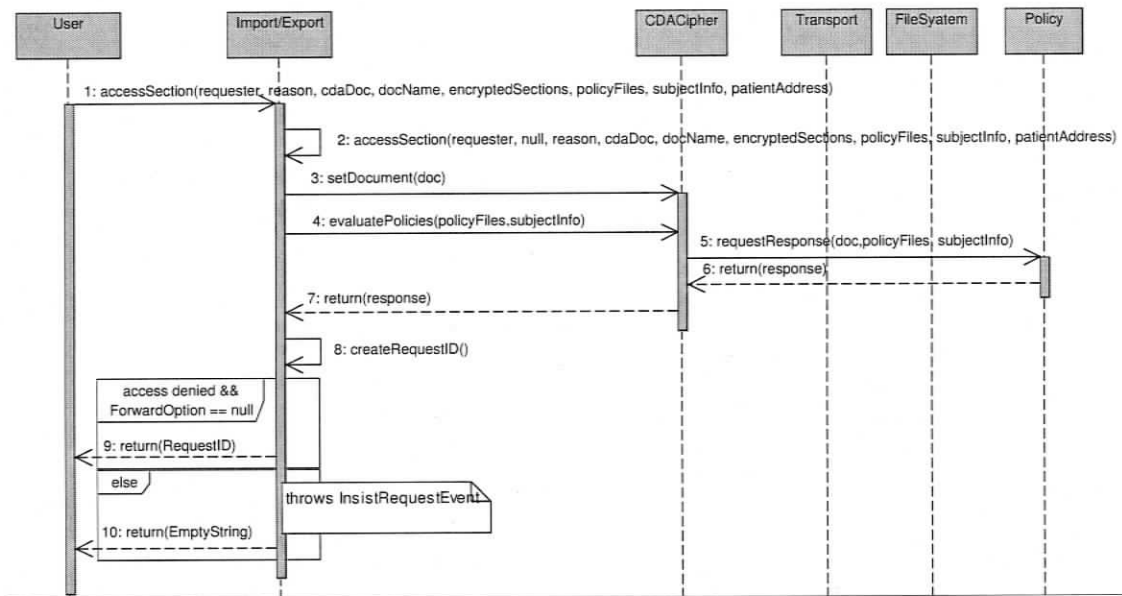 User
Import/Export
CDACipher
Transport
FileSyatem
Policy
1: accessSection(requester, reason, cdaDoc, docName, encryptedSections, policyFiles, subjectInfo, patientAddress)
2: accessSection(requester, null, reason, cdaDoc, docName, encryptedSections, policyFiles, subjectInfo, patientAddress)
3: setDocument(doc)
4: evaluatePolicies(policyFiles,subjectInfo)
5: requestResponse(doc,policyFiles, subjectInfo)
6: return(response)
7: return(response)
8: createRequestID()
access denied &&
ForwardOption == null
9: return(RequestID)
else
throws InsistRequestEvent
10: return(EmptyString)